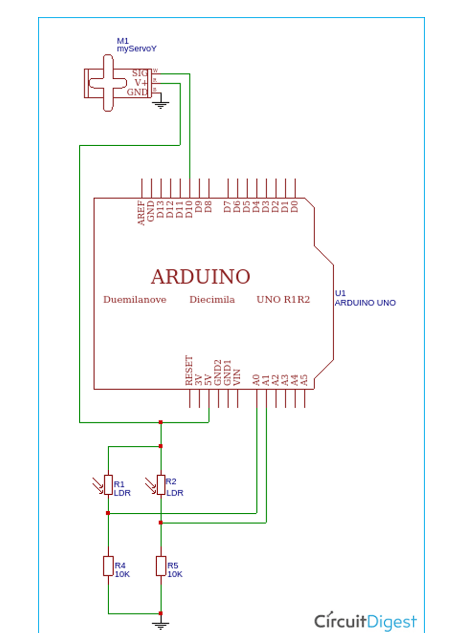 M1
myServoY
SIG W
V+ R
GND B
AREF
GND
D13
D12
D11
D10
D9
D8
D7
D6
D5
D4
D3
D2
D1
D0
ARDUINO
Duemilanove Diecimila UNO R1R2
U1
ARDUINO UNO
RESET
3V
5V
GND2
GND1
VIN
A0
A1
A2
A3
A4
A5
R1
LDR
R2
LDR
R4
10K
R5
10K
CircuitDigest